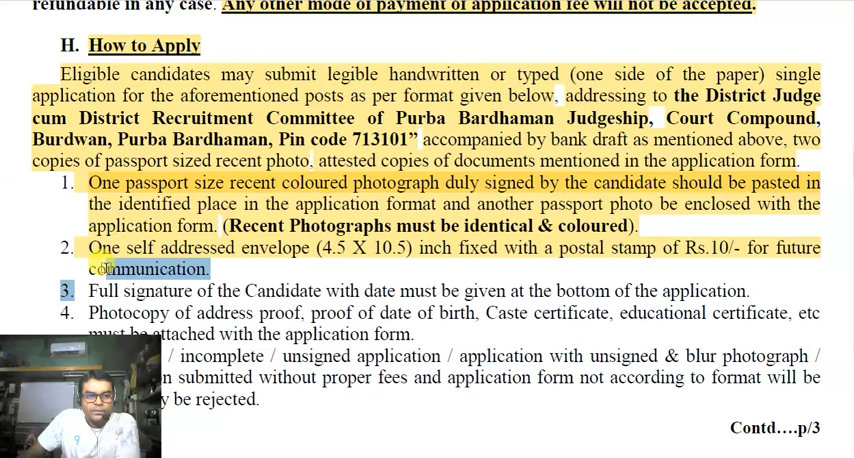 refundable in any case. Any other mode of payment of application fee will not be accepted.
H. How to Apply
Eligible candidates may submit legible handwritten or typed (one side of the paper) single
application for the aforementioned posts as per format given below, addressing to the District Judge
cum District Recruitment Committee of Purba Bardhaman Judgeship, Court Compound,
Burdwan, Purba Bardhaman, Pin code 713101” accompanied by bank draft as mentioned above, two
copies of passport sized recent photo, attested copies of documents mentioned in the application form.
1. One passport size recent coloured photograph duly signed by the candidate should be pasted in
the identified place in the application format and another passport photo be enclosed with the
application form. (Recent Photographs must be identical & coloured).
2. One self addressed envelope (4.5 X 10.5) inch fixed with a postal stamp of Rs.10/- for future
communication.
3. Full signature of the Candidate with date must be given at the bottom of the application.
4. Photocopy of address proof, proof of date of birth, Caste certificate, educational certificate, etc
must be attached with the application form.
/ incomplete / unsigned application / application with unsigned & blur photograph /
n submitted without proper fees and application form not according to format will be
y be rejected.
Contd….p/3